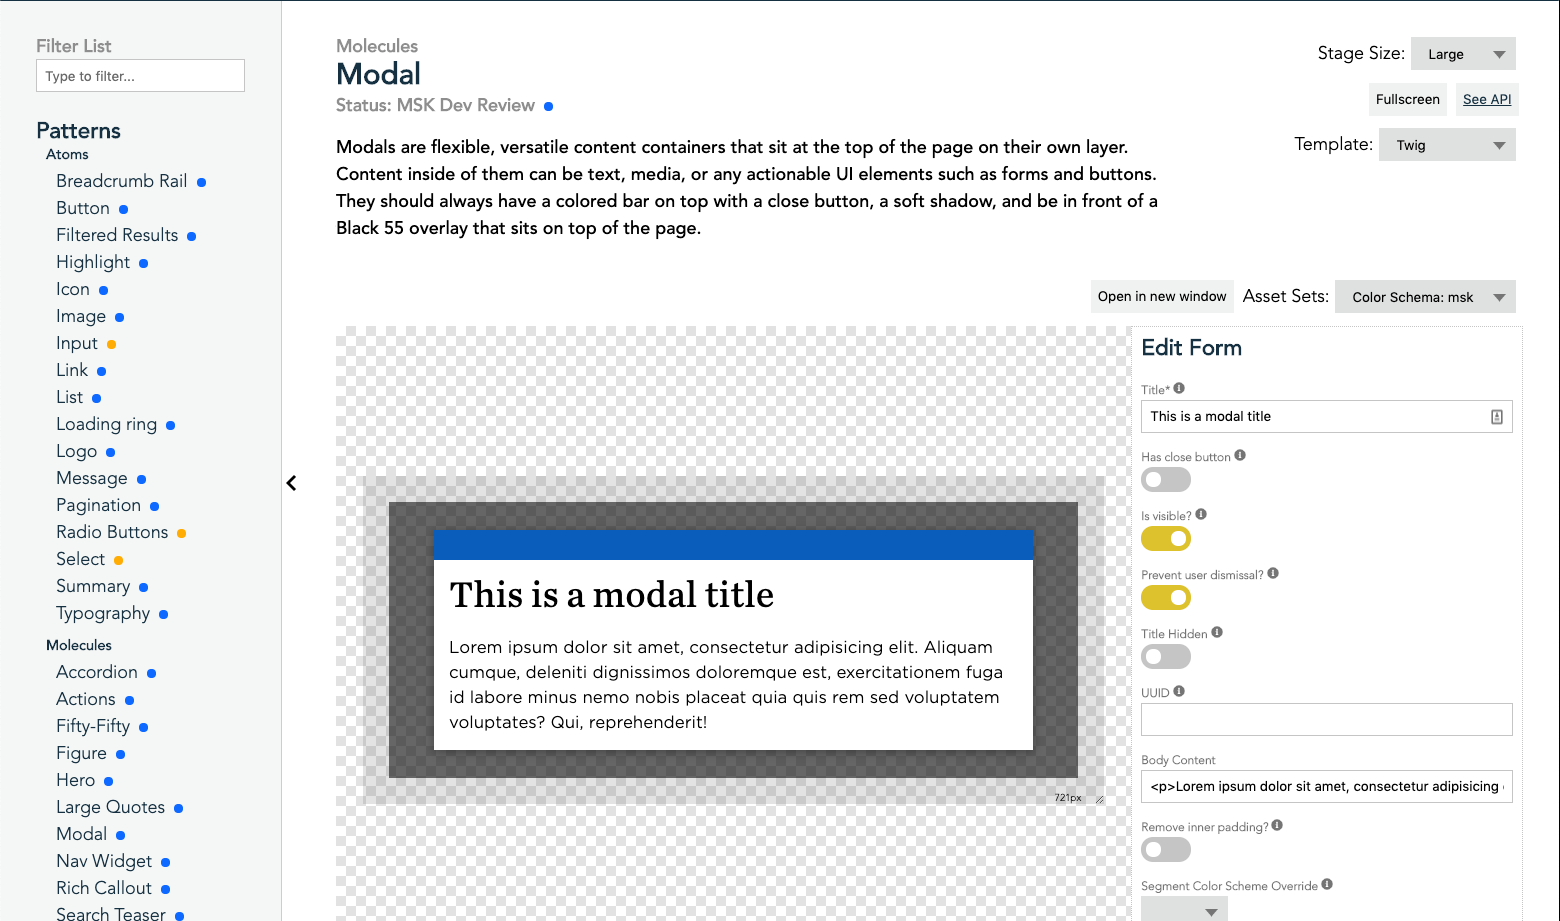 Filter List
Type to filter...
Patterns
Atoms
Breadcrumb Rail
Button
Filtered Results
Highlight
Icon
Image
Input
Link
List
Loading ring
Logo
Message
Pagination
Radio Buttons
Select
Summary
Typography
Molecules
Accordion
Actions
Fifty-Fifty
Figure
Hero
Large Quotes
Modal
Nav Widget
Rich Callout
Search Teaser
Molecules
Modal
Status: MSK Dev Review
Modals are flexible, versatile content containers that sit at the top of the page on their own layer.
Content inside of them can be text, media, or any actionable UI elements such as forms and buttons.
They should always have a colored bar on top with a close button, a soft shadow, and be in front of a
Black 55 overlay that sits on top of the page.
Stage Size: Large
Fullscreen See API
Template: Twig
Open in new window Asset Sets: Color Schema: msk
This is a modal title
Lorem ipsum dolor sit amet, consectetur adipisicing elit. Aliquam
cumque, deleniti dignissimos doloremque est, exercitationem fuga
id labore minus nemo nobis placeat quia quis rem sed voluptatem
voluptates? Qui, reprehenderit!
721px
Edit Form
Title*
This is a modal title
Has close button
Is visible?
Prevent user dismissal?
Title Hidden
UUID
Body Content
<p>Lorem ipsum dolor sit amet, consectetur adipisicing
Remove inner padding?
Segment Color Scheme Override